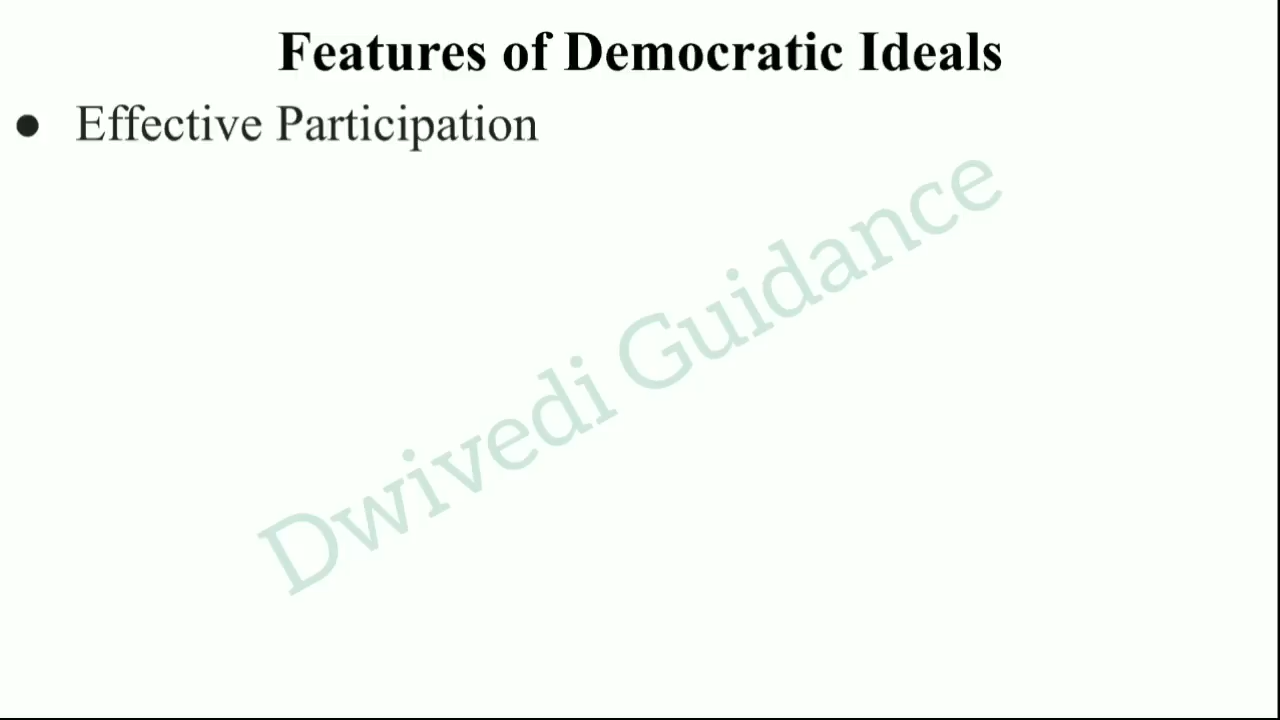 Features of Democratic Ideals
● Effective Participation
Dwivedi Guidance